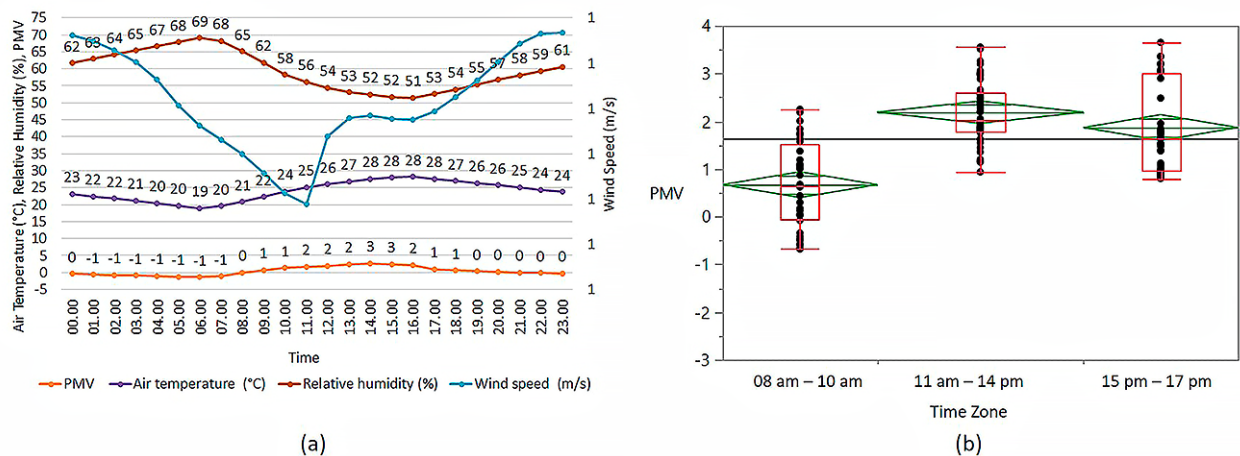 Air Temperature (°C), Relative Humidity (%), PMV
75
70
65
60
55
50
45
40
35
30
25
20
15
10
5
0
-5
62 63 64 65 67 68 69 68 65 62 58 56 54 53 52 52 51 53 54 55 57 58 59 61
23 22 22 21 20 20 19 20 21 22 24 25 26 27 28 28 28 28 27 26 26 25 24 24
0 -1 -1 -1 -1 -1 -1 -1 0 1 1 2 2 2 3 3 2 1 1 0 0 0 0 0
1
1
1
1
1
1
1
Wind Speed (m/s)
00.00 01.00 02.00 03.00 04.00 05.00 06.00 07.00 08.00 09.00 10.00 11.00 12.00 13.00 14.00 15.00 16.00 17.00 18.00 19.00 20.00 21.00 22.00 23.00
Time
PMV Air temperature (°C) Relative humidity (%) Wind speed (m/s)
(a)
4
3
2
1
0
-1
-2
-3
PMV
08 am – 10 am 11 am – 14 pm 15 pm – 17 pm
Time Zone
(b)